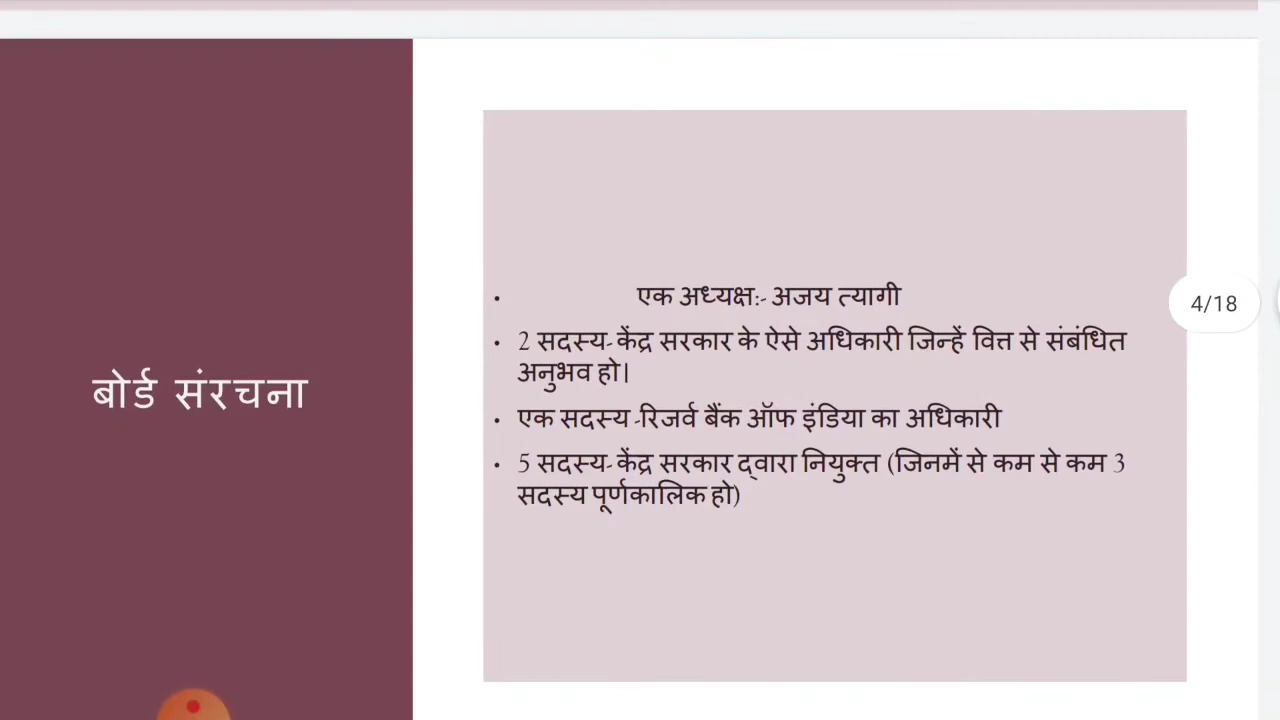 बोर्ड संरचना
• एक अध्यक्ष:- अजय त्यागी
• 2 सदस्य- केंद्र सरकार के ऐसे अधिकारी जिन्हें वित्त से संबंधित
अनुभव हो।
• एक सदस्य -रिजर्व बैंक ऑफ इंडिया का अधिकारी
• 5 सदस्य- केंद्र सरकार द्वारा नियुक्त (जिनमें से कम से कम 3
सदस्य पूर्णकालिक हो)
4/18